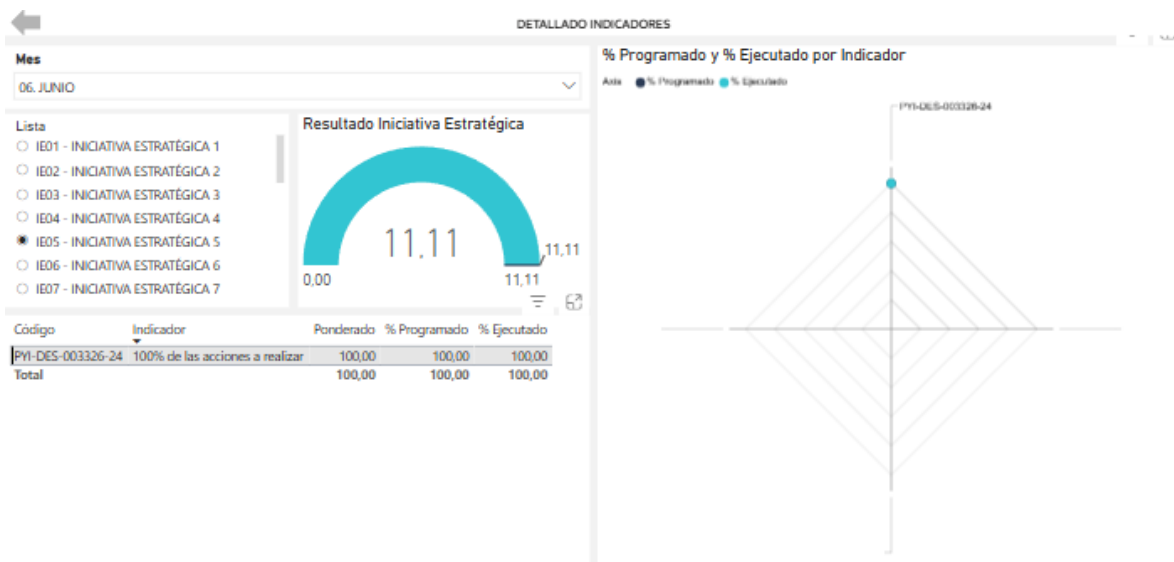 DETALLADO INDICADORES
Mes
06. JUNIO
Lista
IE01 - INICIATIVA ESTRATÉGICA 1
IE02 - INICIATIVA ESTRATÉGICA 2
IE03 - INICIATIVA ESTRATÉGICA 3
IE04 - INICIATIVA ESTRATÉGICA 4
IE05 - INICIATIVA ESTRATÉGICA 5
IE06 - INICIATIVA ESTRATÉGICA 6
IE07 - INICIATIVA ESTRATÉGICA 7
Resultado Iniciativa Estratégica
11,11
11,11
0,00
11,11
Código Indicador Ponderado % Programado % Ejecutado
PYI-DES-003326-24 100% de las acciones a realizar 100,00 100,00 100,00
Total 100,00 100,00 100,00
% Programado y % Ejecutado por Indicador
Axis % Programado % Ejecutado
PYI-DES-003326-24